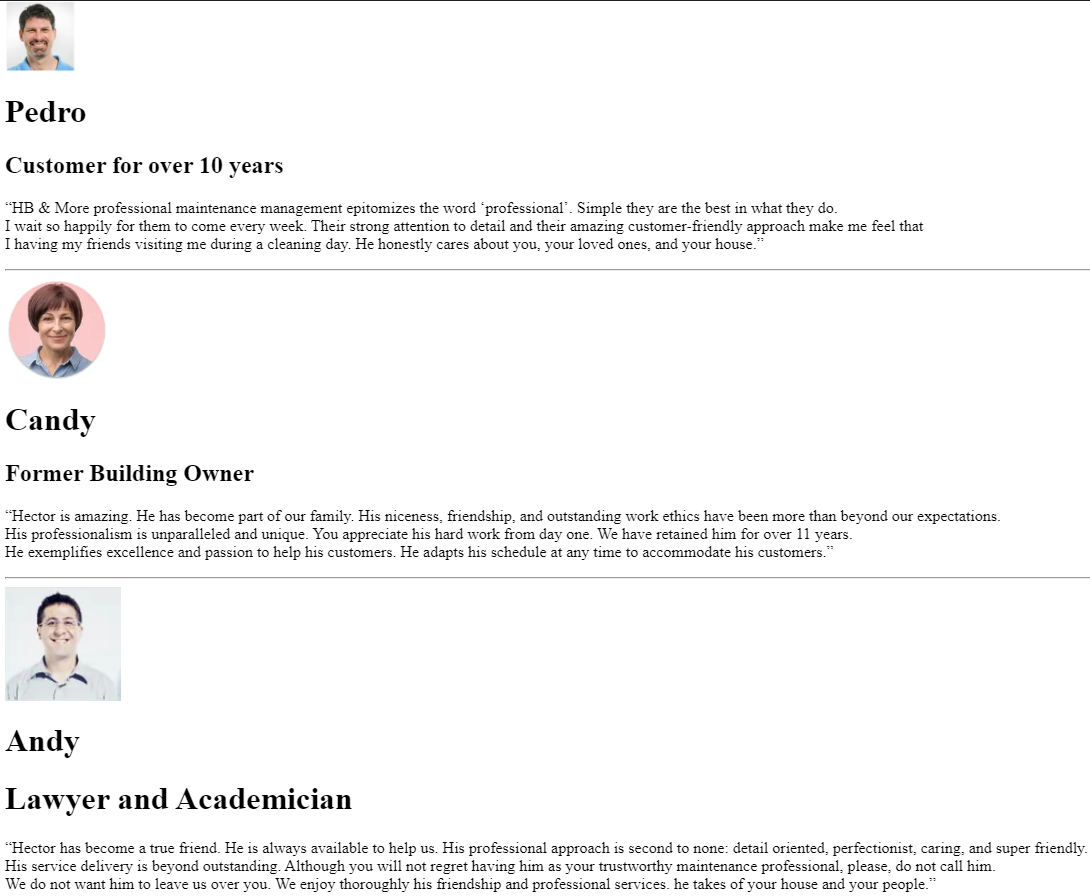 Pedro
Customer for over 10 years
“HB & More professional maintenance management epitomizes the word ‘professional’. Simple they are the best in what they do.
I wait so happily for them to come every week. Their strong attention to detail and their amazing customer-friendly approach make me feel that
I having my friends visiting me during a cleaning day. He honestly cares about you, your loved ones, and your house.”
Candy
Former Building Owner
“Hector is amazing. He has become part of our family. His niceness, friendship, and outstanding work ethics have been more than beyond our expectations.
His professionalism is unparalleled and unique. You appreciate his hard work from day one. We have retained him for over 11 years.
He exemplifies excellence and passion to help his customers. He adapts his schedule at any time to accommodate his customers.”
Andy
Lawyer and Academician
“Hector has become a true friend. He is always available to help us. His professional approach is second to none: detail oriented, perfectionist, caring, and super friendly.
His service delivery is beyond outstanding. Although you will not regret having him as your trustworthy maintenance professional, please, do not call him.
We do not want him to leave us over you. We enjoy thoroughly his friendship and professional services. he takes of your house and your people.”